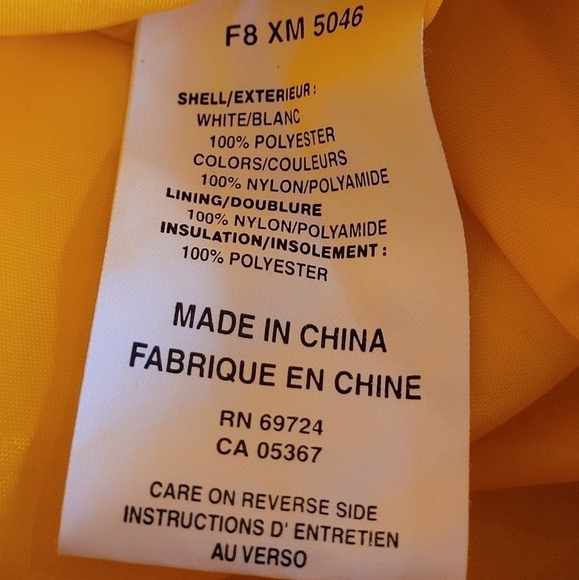 F8 XM 5046
SHELL/EXTERIEUR:
WHITE/BLANC
100% POLYESTER
COLORS/COULEURS
100% NYLON/POLYAMIDE
LINING/DOUBLURE
100% NYLON/POLYAMIDE
INSULATION/INSOLEMENT:
100% POLYESTER
MADE IN CHINA
FABRIQUE EN CHINE
RN 69724
CA 05367
CARE ON REVERSE SIDE
INSTRUCTIONS D' ENTRETIEN
AU VERSO